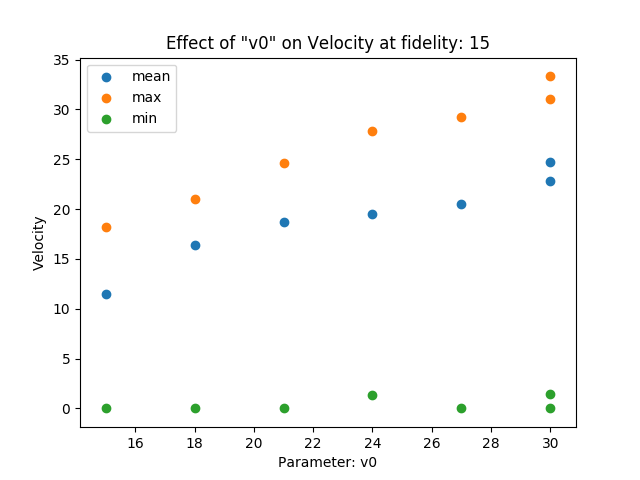 Effect of "v0" on Velocity at fidelity: 15
mean
max
min
Velocity
35
30
25
20
15
10
5
0
16 18 20 22 24 26 28 30
Parameter: v0